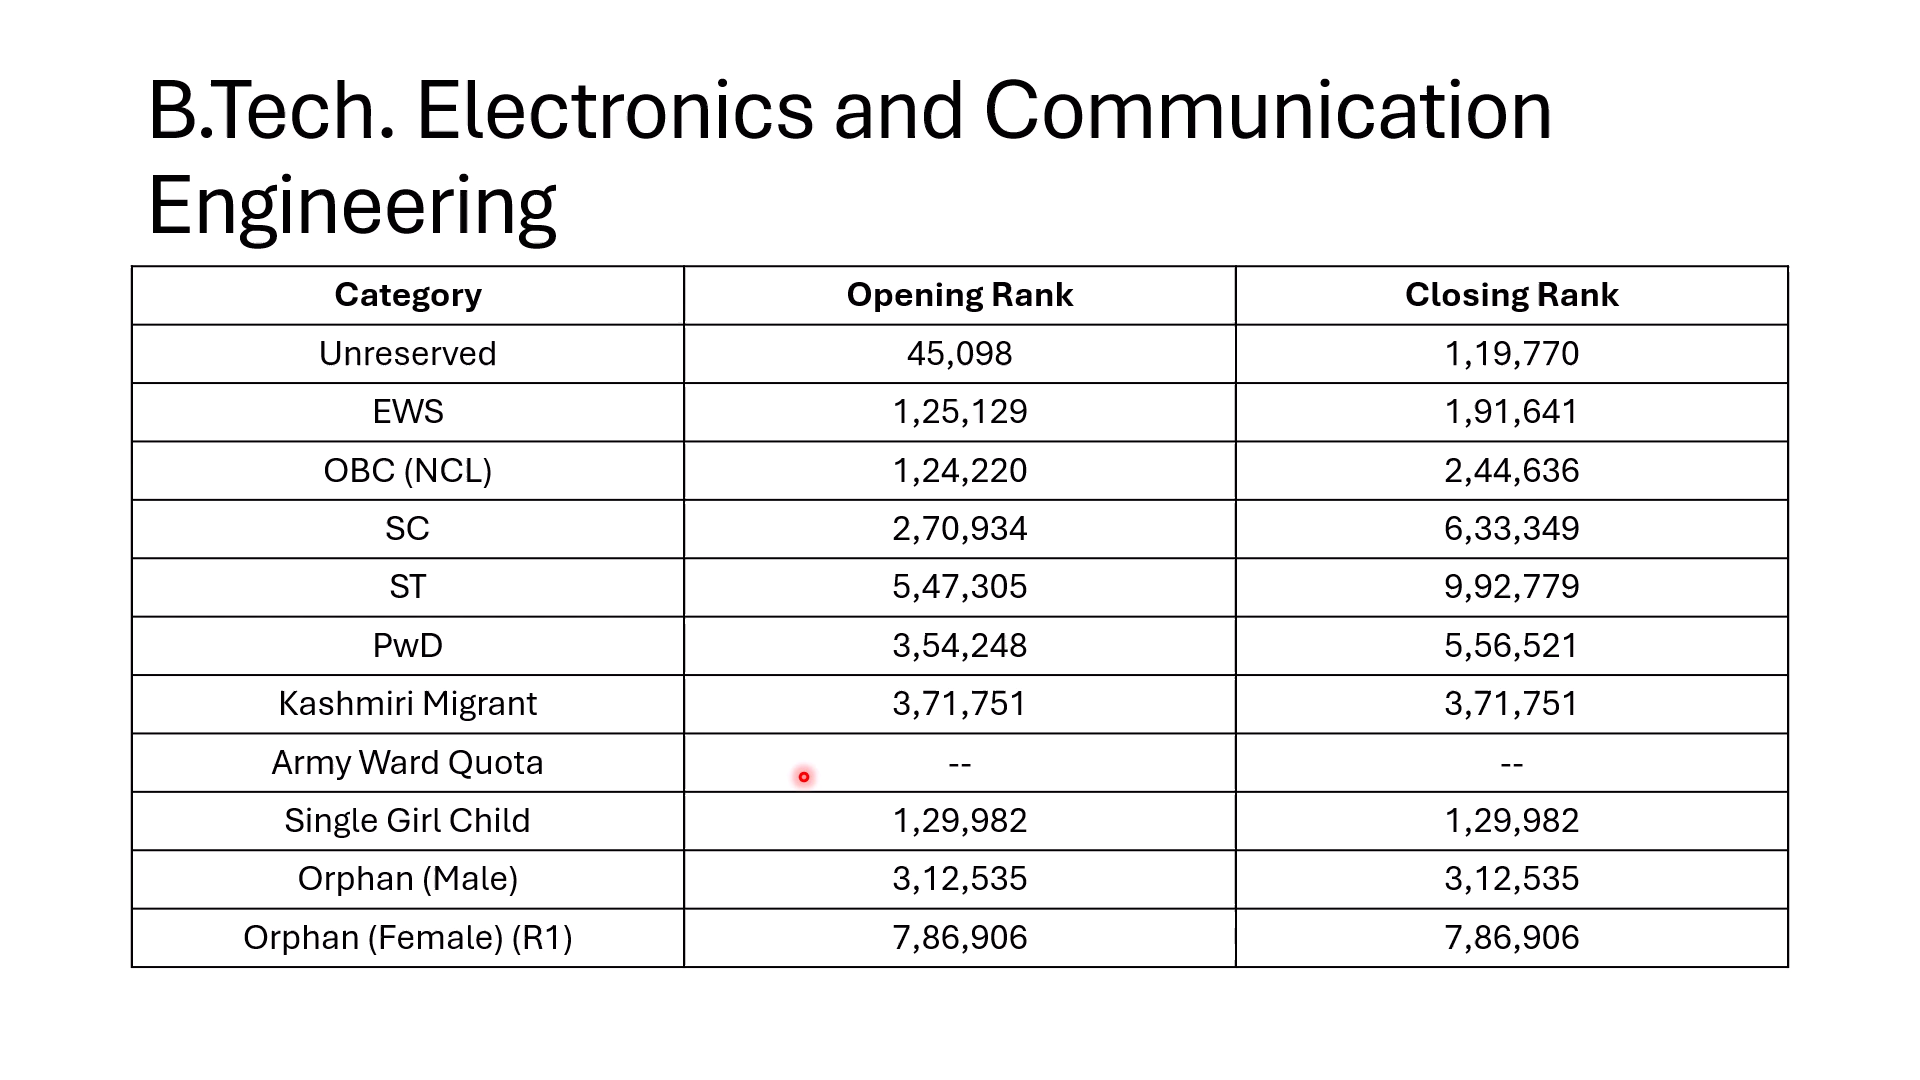 B.Tech. Electronics and Communication
Engineering
Category Opening Rank Closing Rank
Unreserved 45,098 1,19,770
EWS 1,25,129 1,91,641
OBC (NCL) 1,24,220 2,44,636
SC 2,70,934 6,33,349
ST 5,47,305 9,92,779
PwD 3,54,248 5,56,521
Kashmiri Migrant 3,71,751 3,71,751
Army Ward Quota -- --
Single Girl Child 1,29,982 1,29,982
Orphan (Male) 3,12,535 3,12,535
Orphan (Female) (R1) 7,86,906 7,86,906